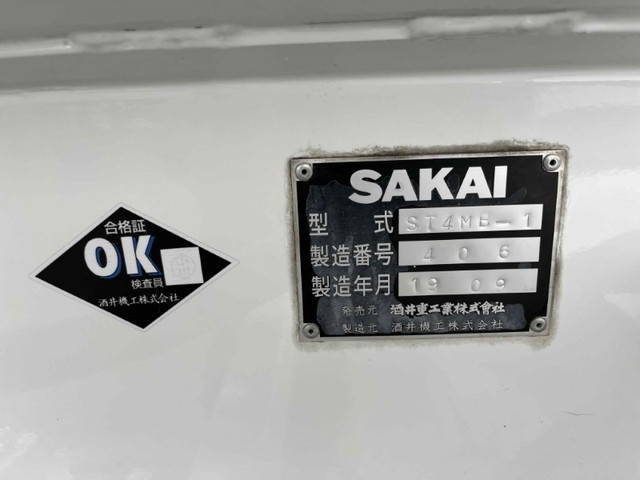 合格証
OK
検査員
酒井機工株式会社
SAKAI
型 式 ST4MB-1
製造番号 406
製造年月 19 09
発売元 酒井重工業株式會社
製造元 酒井機工株式会社